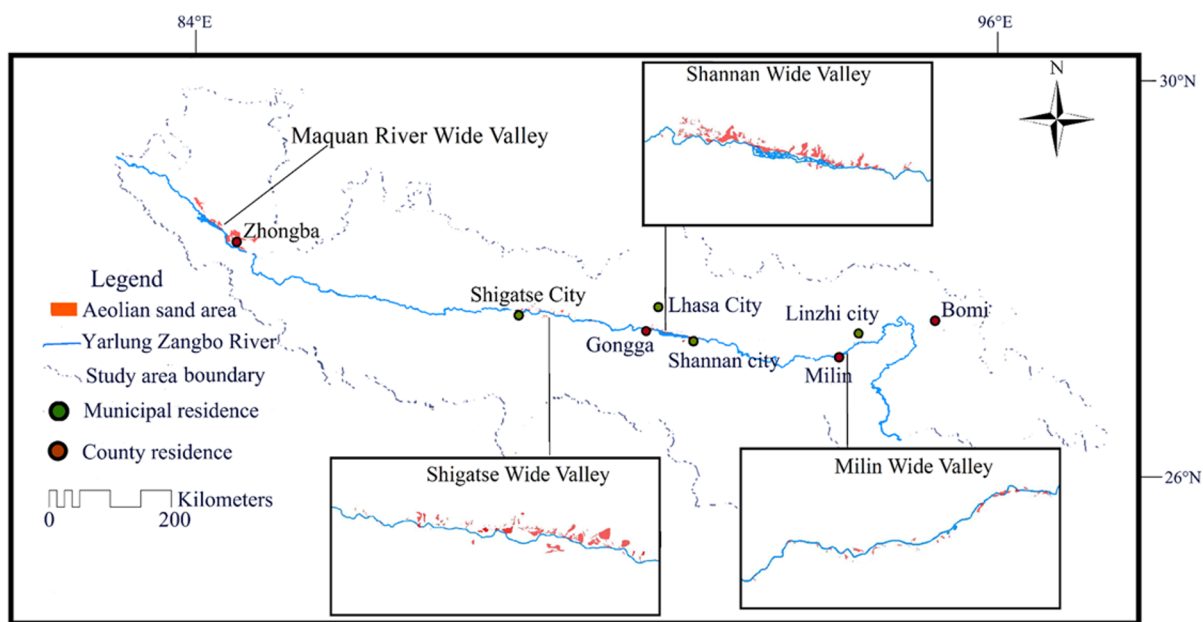 84°E
96°E
30°N
26°N
N
Shannan Wide Valley
Maquan River Wide Valley
Zhongba
Legend
Aeolian sand area
Yarlung Zangbo River
Study area boundary
Municipal residence
County residence
Kilometers
0
200
Shigatse City
Lhasa City
Gongga
Shannan city
Linzhi city
Bomi
Milin
Shigatse Wide Valley
Milin Wide Valley